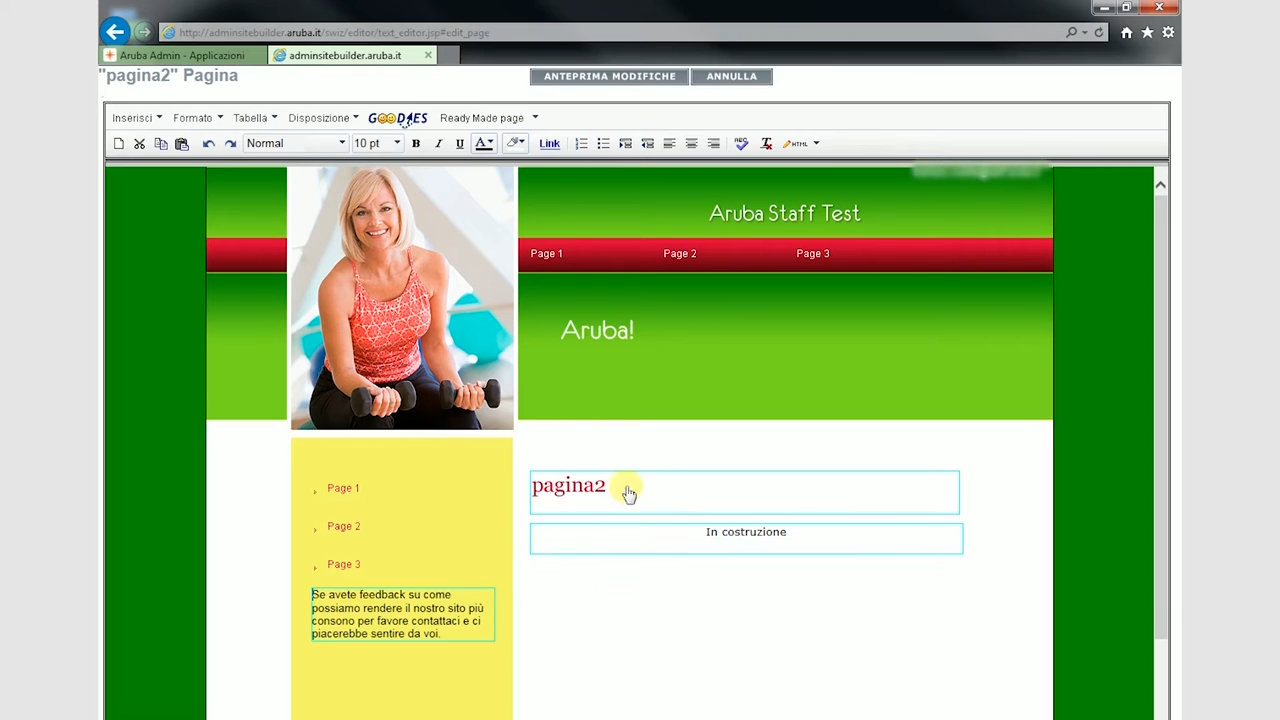 http://adminsitebuilder.aruba.it/swiz/editor/text_editor.jsp#edit_page
Aruba Admin - Applicazioni
adminsitebuilder.aruba.it
"pagina2" Pagina
ANTEPRIMA MODIFICHE
ANNULLA
Inserisci Formato Tabella Disposizione GOODIES Ready Made page
Normal 10 pt B I U A Link HTML
Aruba Staff Test
Page 1 Page 2 Page 3
Aruba!
Page 1
Page 2
Page 3
Se avete feedback su come
possiamo rendere il nostro sito più
consono per favore contattaci e ci
piacerebbe sentire da voi.
pagina2
In costruzione